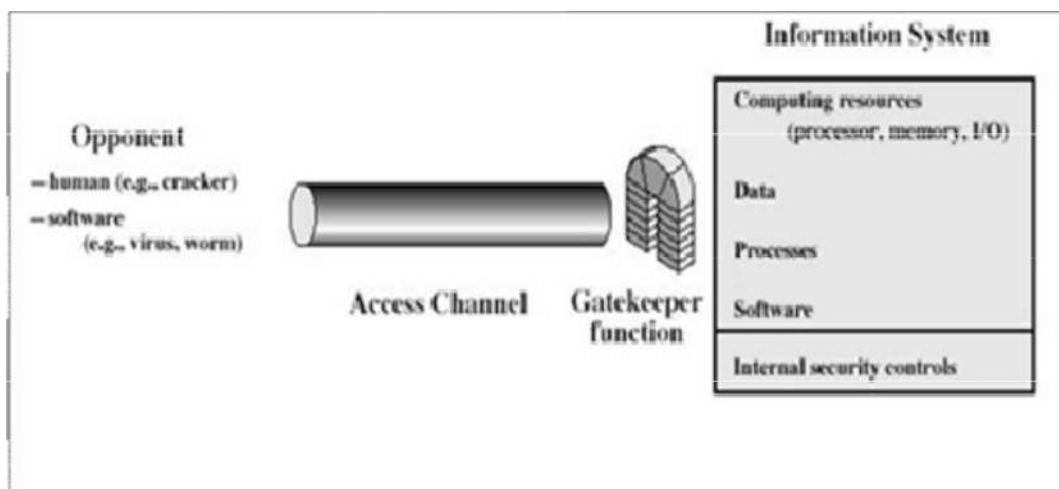 Information System
Computing resources
(processor, memory, I/O)
Opponent
– human (e.g., cracker)
Data
– software
(e.g., virus, worm)
Processes
Access Channel
Gatekeeper
function
Software
Internal security controls